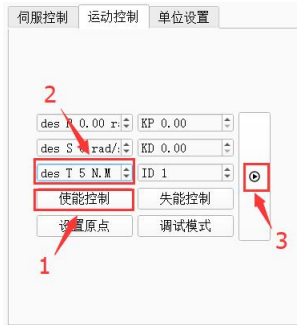 伺服控制 运动控制 单位设置
2
des P 0.00 r KP 0.00
des S 0 rad/ KD 0.00
des T 5 N.M ID 1
使能控制 失能控制
设置原点 调试模式
1 3